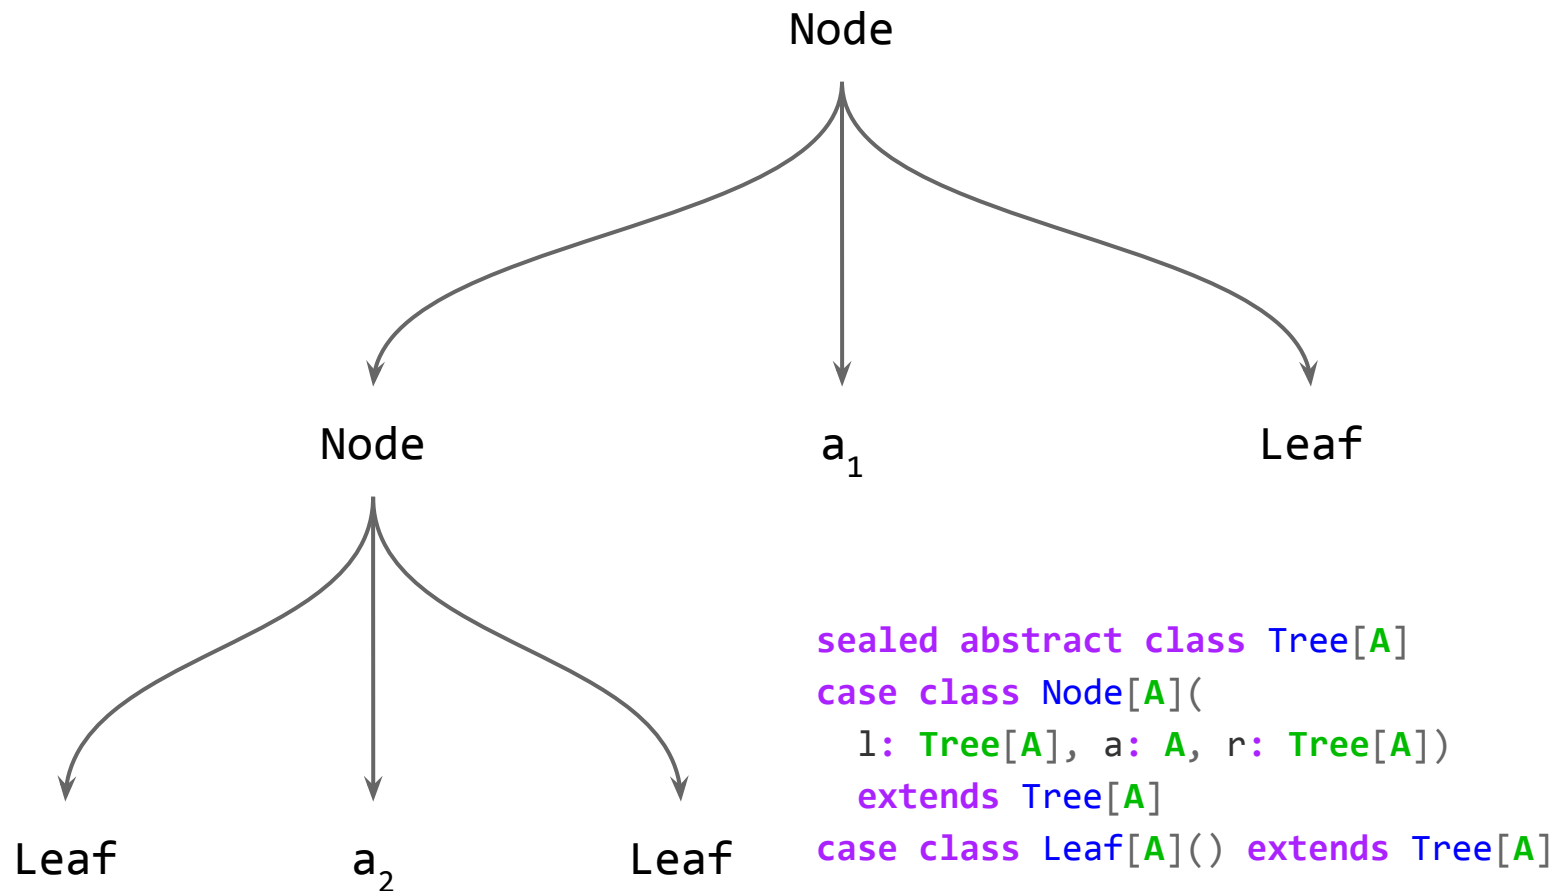 Node
Node a₁ Leaf
Leaf a₂ Leaf
sealed abstract class Tree[A]
case class Node[A](
  l: Tree[A], a: A, r: Tree[A])
  extends Tree[A]
case class Leaf[A]() extends Tree[A]